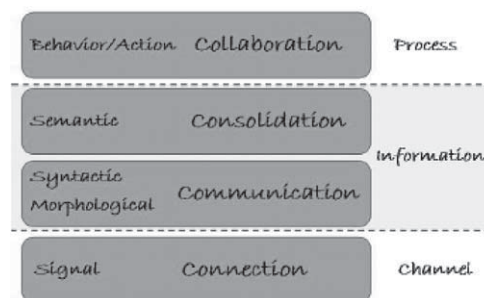 Behavior/Action Collaboration Process
Semantic Consolidation
Information
Syntactic
Morphological Communication
Signal Connection Channel